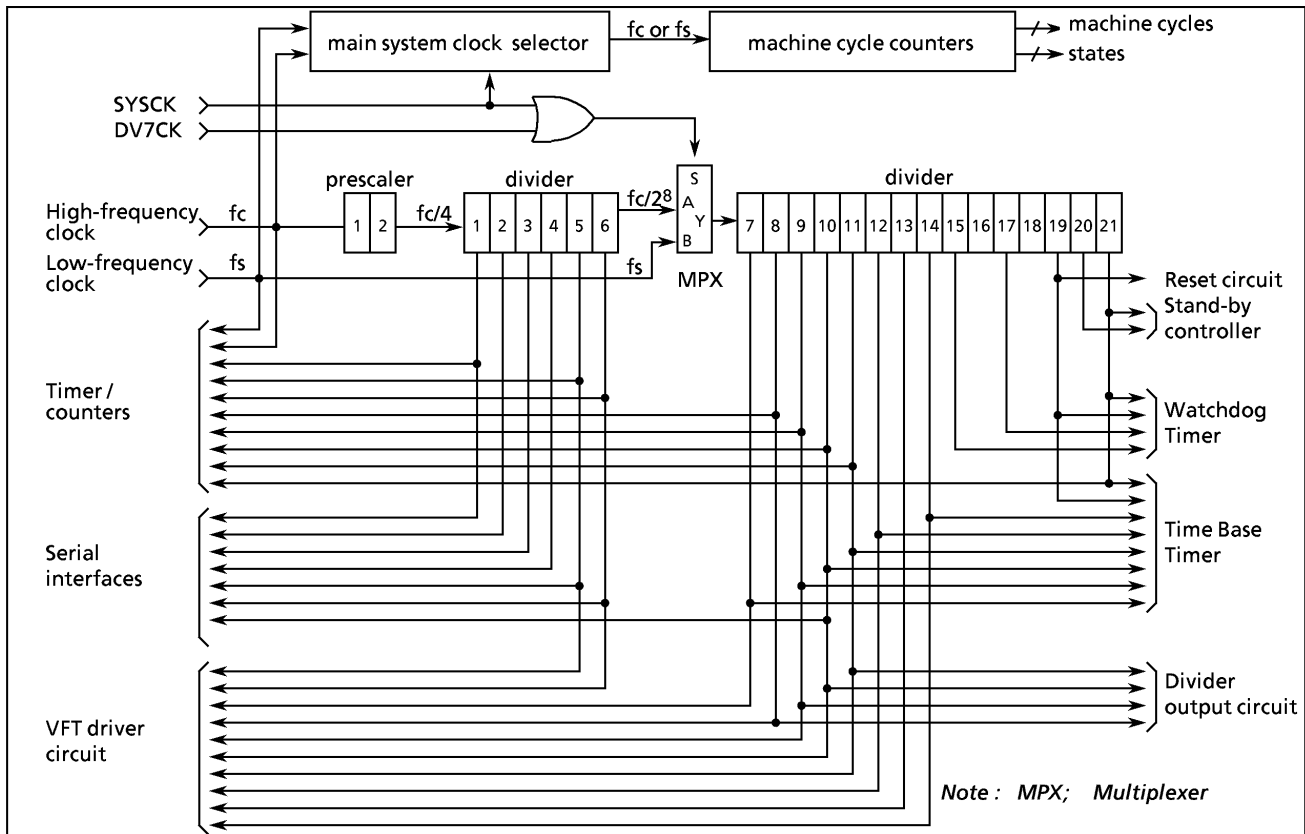 main system clock selector
fc or fs
machine cycle counters
machine cycles
states
SYSCK
DV7CK
prescaler
divider
divider
High-frequency
clock
fc
1 2
fc/4
1 2 3 4 5 6
fc/2⁸
S
A
Y
B
MPX
7 8 9 10 11 12 13 14 15 16 17 18 19 20 21
Low-frequency
clock
fs
fs
Reset circuit
Stand-by
controller
Timer /
counters
Watchdog
Timer
Serial
interfaces
Time Base
Timer
VFT driver
circuit
Divider
output circuit
Note : MPX; Multiplexer